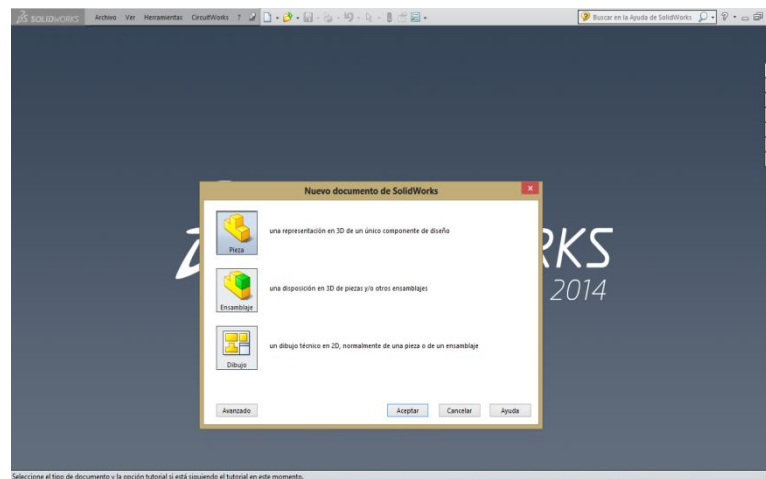 SOLIDWORKS Archivo Ver Herramientas CircuitWorks ? Buscar en la Ayuda de SolidWorks ?
Nuevo documento de SolidWorks
una representación en 3D de un único componente de diseño
Pieza
una disposición en 3D de piezas y/o otros ensamblajes
Ensamblaje
un dibujo técnico en 2D, normalmente de una pieza o de un ensamblaje
Dibujo
RKS
2014
Avanzado Aceptar Cancelar Ayuda
Seleccione el tipo de documento y la opción tutorial si está siguiendo el tutorial en este momento.